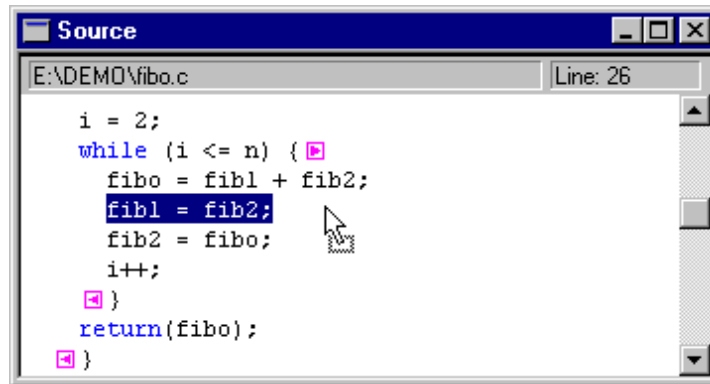 Source
E:\DEMO\fibo.c Line: 26
i = 2;
while (i <= n) {
fibo = fib1 + fib2;
fib1 = fib2;
fib2 = fibo;
i++;
}
return(fibo);
}